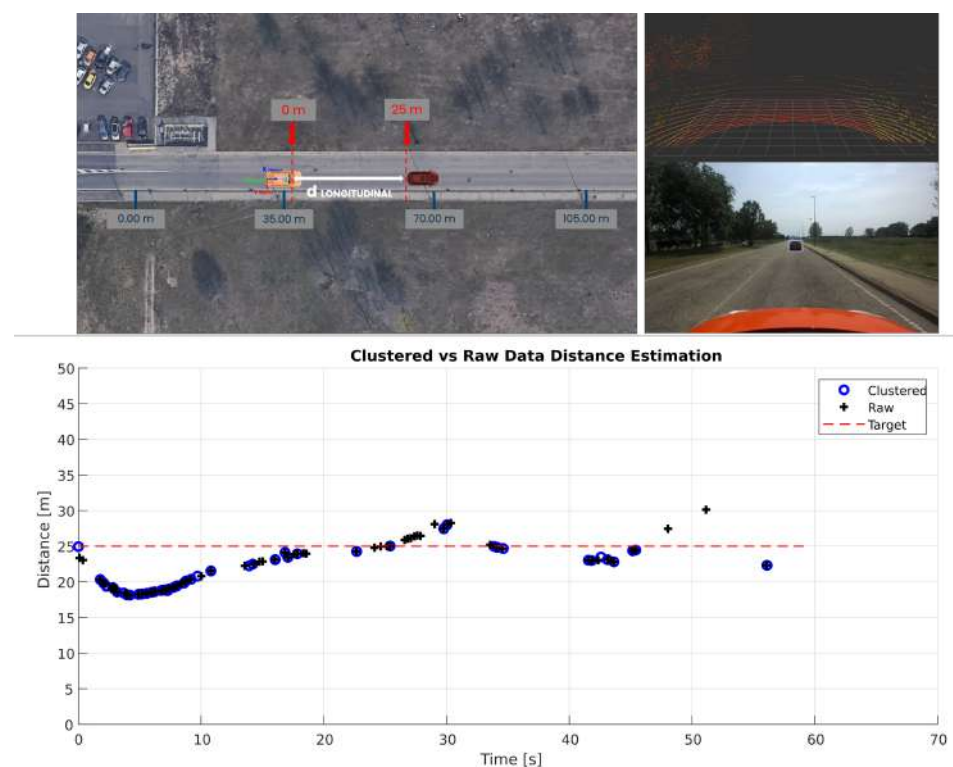 0 m
25 m
d LONGITUDINAL
0.00 m
35.00 m
70.00 m
105.00 m
Clustered vs Raw Data Distance Estimation
Clustered
Raw
Target
Distance [m]
50
45
40
35
30
25
20
15
10
5
0
0 10 20 30 40 50 60 70
Time [s]